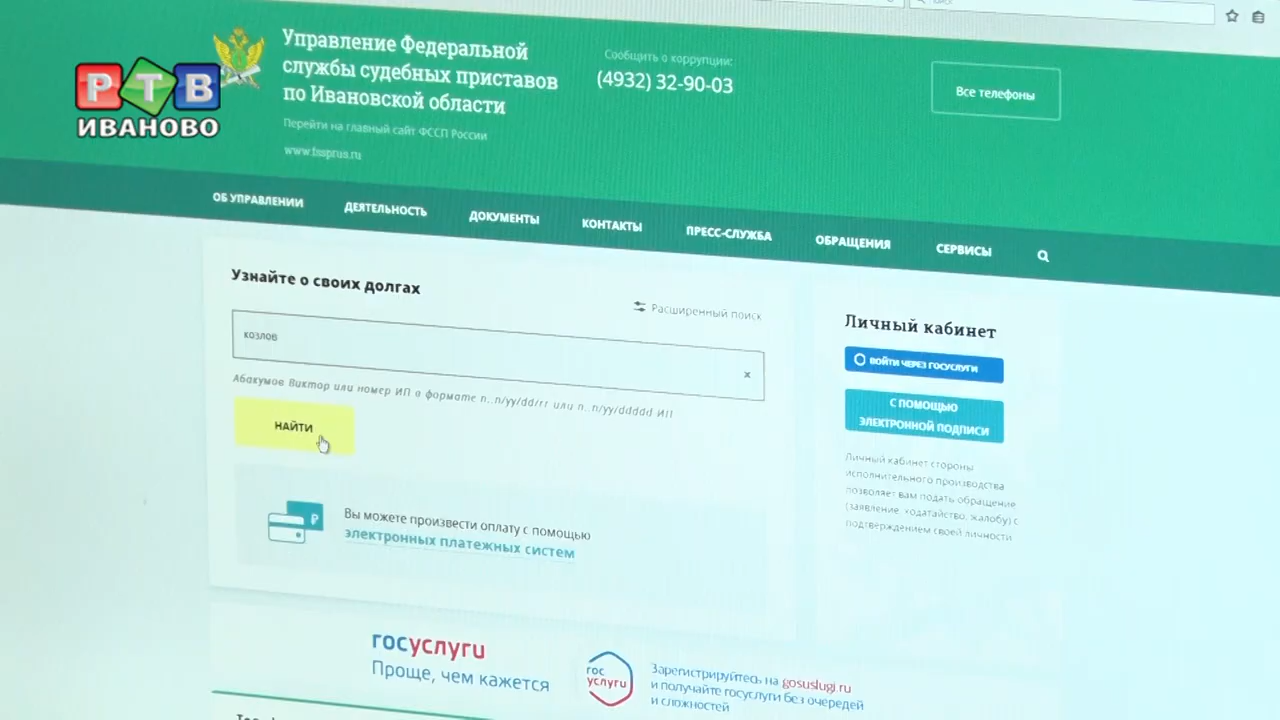 РТВ
ИВАНОВО
Управление Федеральной
службы судебных приставов
по Ивановской области
Перейти на главный сайт ФССП России
www.fssprus.ru
Сообщить о коррупции:
(4932) 32-90-03
Все телефоны
ОБ УПРАВЛЕНИИ
ДЕЯТЕЛЬНОСТЬ
ДОКУМЕНТЫ
КОНТАКТЫ
ПРЕСС-СЛУЖБА
ОБРАЩЕНИЯ
СЕРВИСЫ
Узнайте о своих долгах
Расширенный поиск
козлов
x
Абакумов Виктор или номер ИП в формате n..n/yy/dd/rr или n..n/yy/ddddd ИП
НАЙТИ
Вы можете произвести оплату с помощью
электронных платежных систем
Личный кабинет
ВОЙТИ ЧЕРЕЗ ГОСУСЛУГИ
С ПОМОЩЬЮ
ЭЛЕКТРОННОЙ ПОДПИСИ
Личный кабинет стороны
исполнительного производства
позволяет вам подать обращение
(заявление, ходатайство, жалобу) с
подтверждением своей личности
госуслуги
Проще, чем кажется
гос
услуги
Зарегистрируйтесь на gosuslugi.ru
и получайте госуслуги без очередей
и сложностей